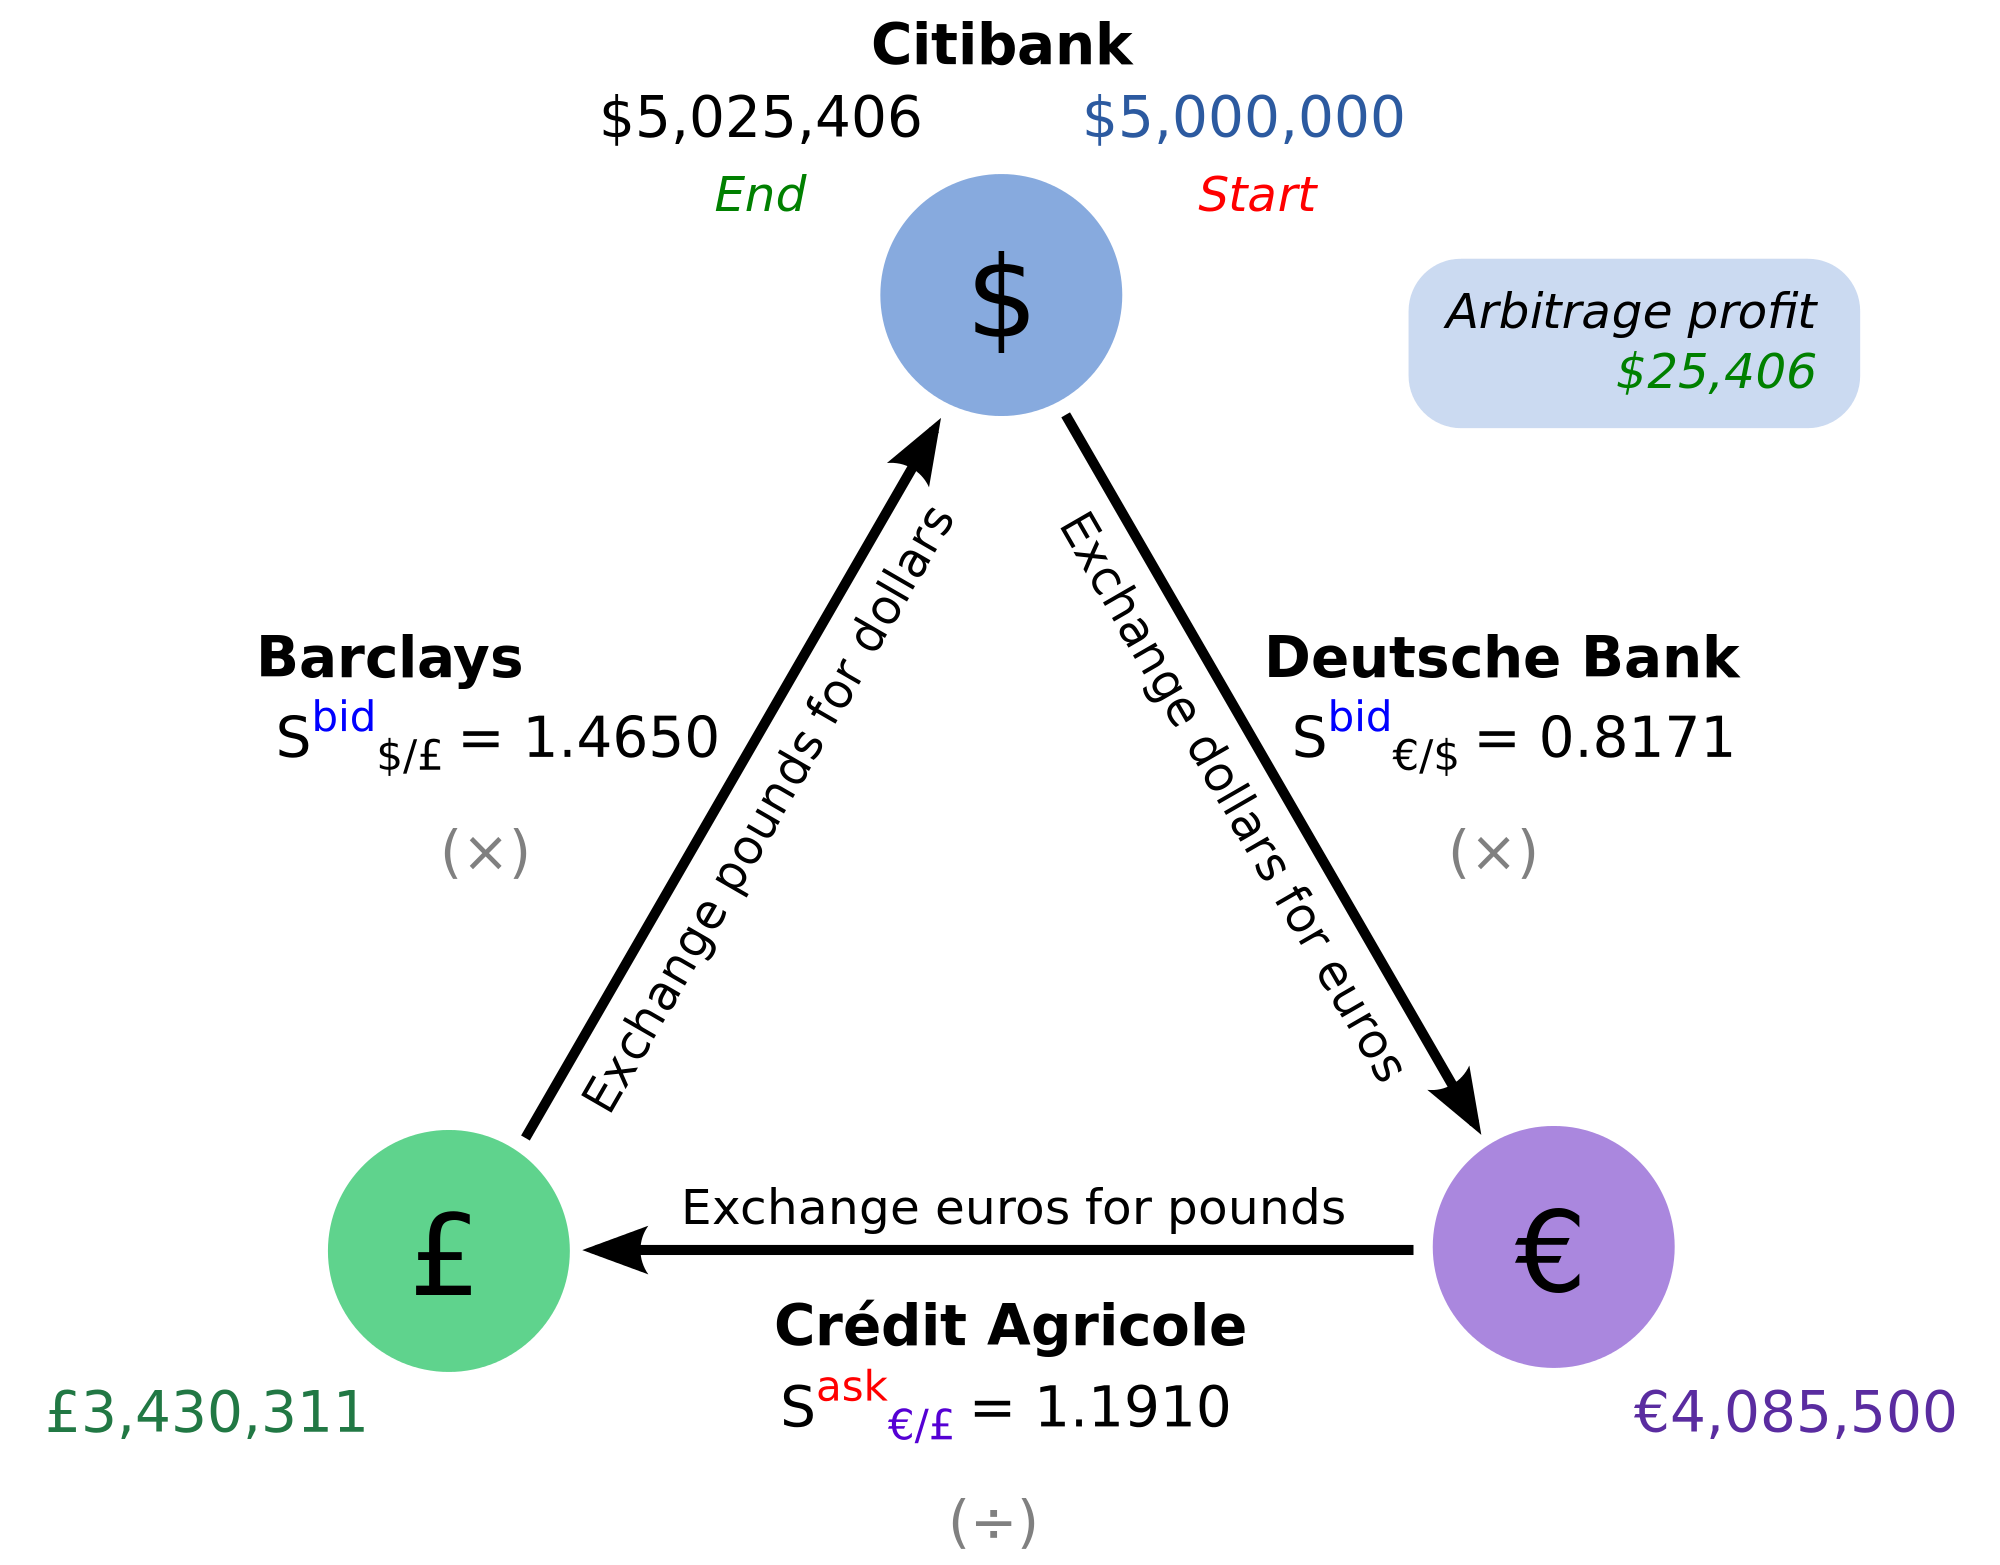 Citibank
$5,025,406 $5,000,000
End Start
$
Arbitrage profit
$25,406
Exchange pounds for dollars
Exchange dollars for euros
Barclays
Sbid$/£ = 1.4650
(×)
Deutsche Bank
Sbid€/$ = 0.8171
(×)
Exchange euros for pounds
£
€
Crédit Agricole
Sask€/£ = 1.1910
(÷)
£3,430,311
€4,085,500